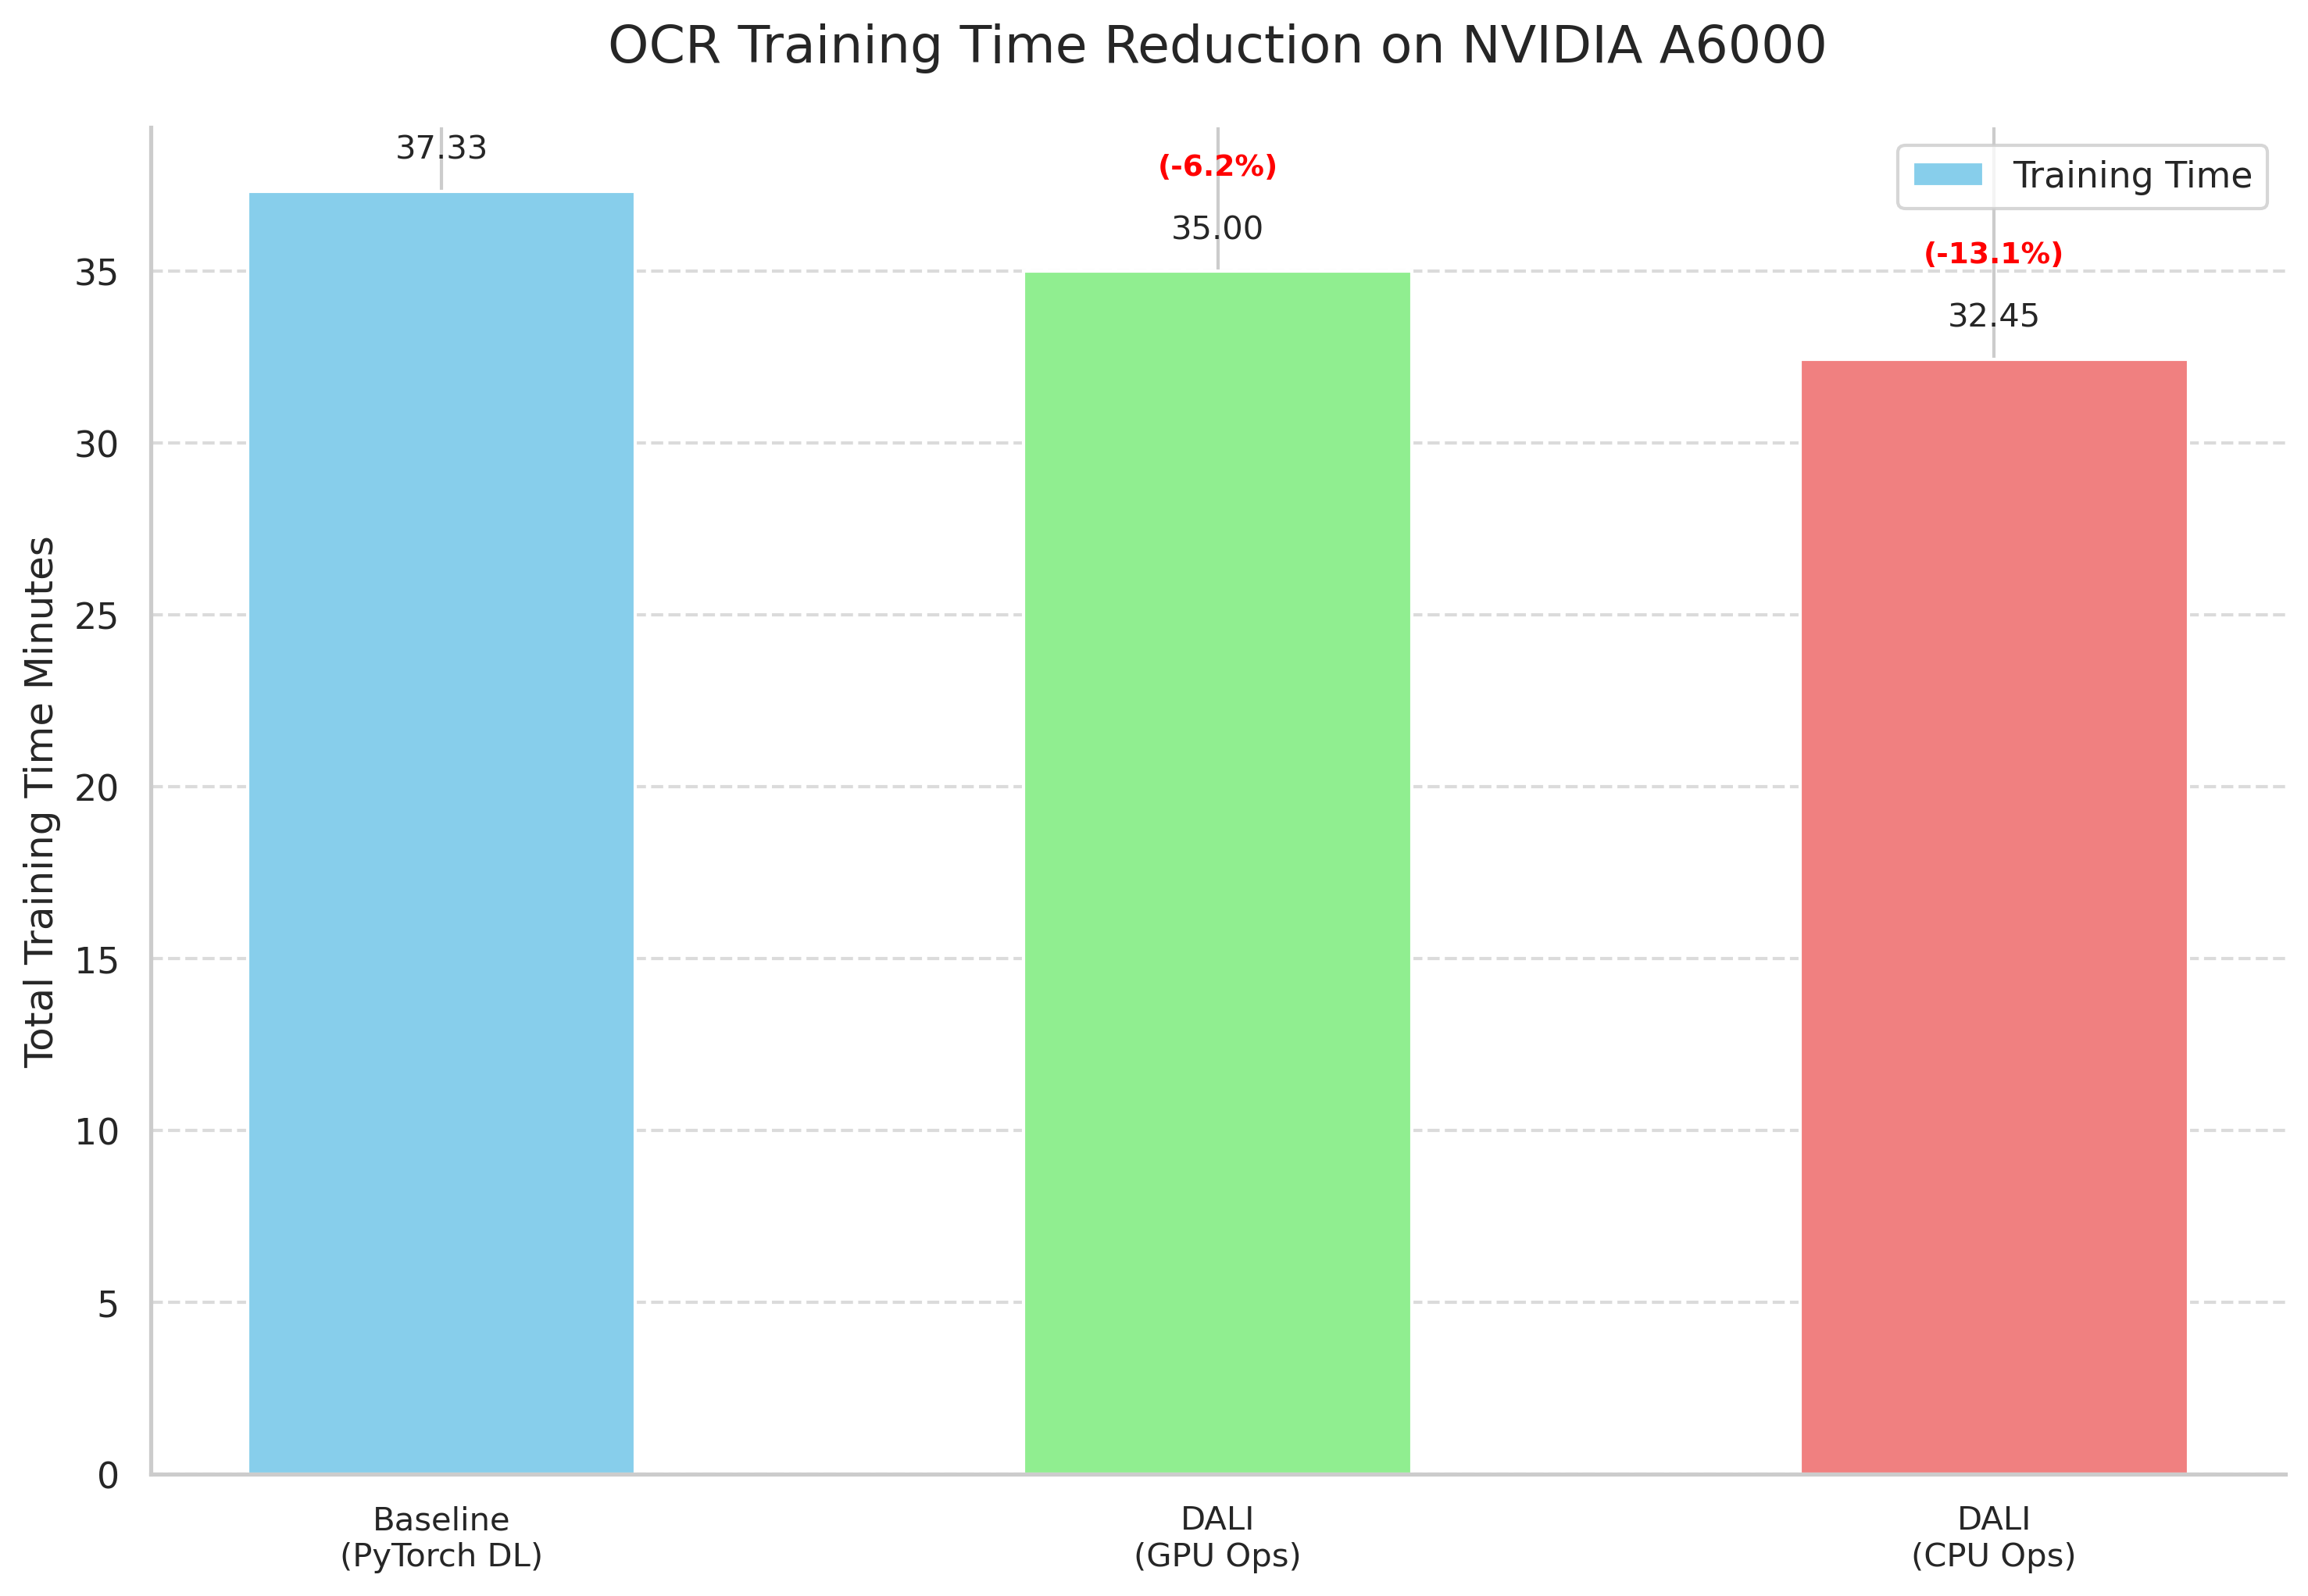 OCR Training Time Reduction on NVIDIA A6000
37.33
(-6.2%)
35.00
Training Time
(-13.1%)
32.45
Total Training Time Minutes
35
30
25
20
15
10
5
0
Baseline
(PyTorch DL)
DALI
(GPU Ops)
DALI
(CPU Ops)